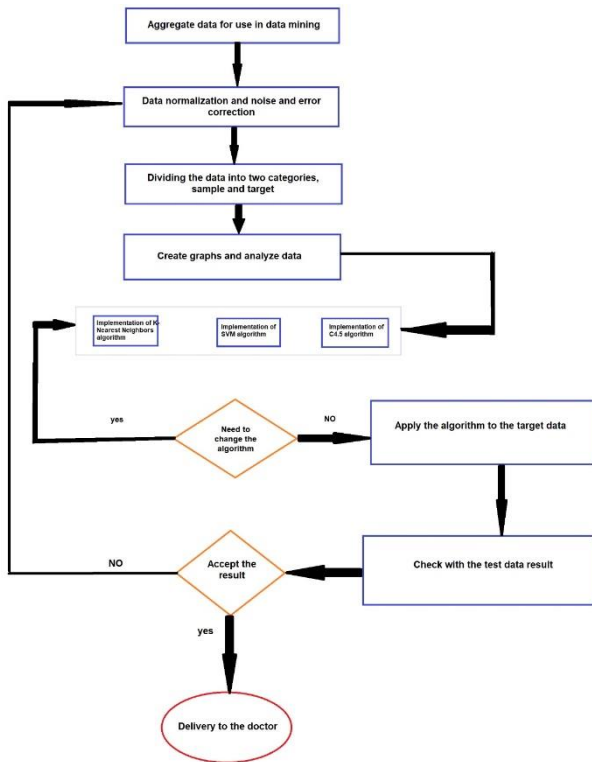 Aggregate data for use in data mining
Data normalization and noise and error
correction
Dividing the data into two categories,
sample and target
Create graphs and analyze data
Implementation of K-
Nearest Neighbors
algorithm
Implementation of
SVM algorithm
Implementation of
C4.5 algorithm
yes
Need to
change the
algorithm
NO
Apply the algorithm to the target data
NO
Accept the
result
Check with the test data result
yes
Delivery to the doctor